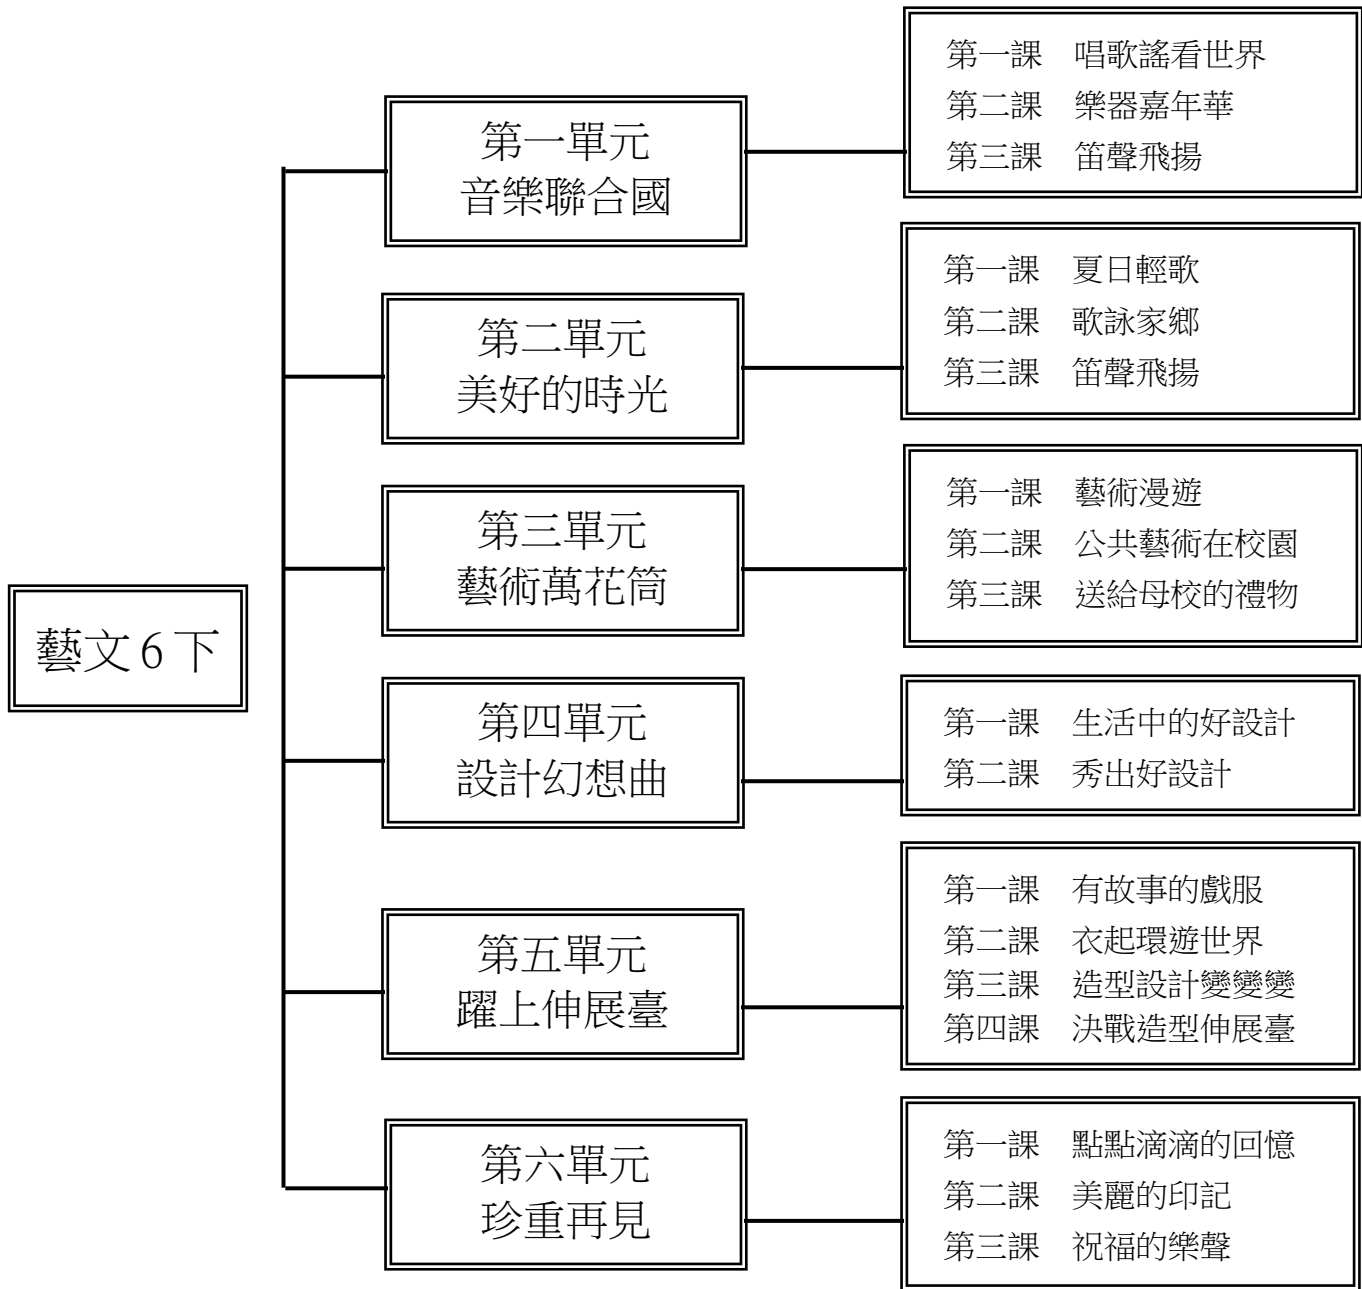 藝文6下
第一單元
音樂聯合國
第一課　唱歌謠看世界
第二課　樂器嘉年華
第三課　笛聲飛揚
第二單元
美好的時光
第一課　夏日輕歌
第二課　歌詠家鄉
第三課　笛聲飛揚
第三單元
藝術萬花筒
第一課　藝術漫遊
第二課　公共藝術在校園
第三課　送給母校的禮物
第四單元
設計幻想曲
第一課　生活中的好設計
第二課　秀出好設計
第五單元
躍上伸展臺
第一課　有故事的戲服
第二課　衣起環遊世界
第三課　造型設計變變變
第四課　決戰造型伸展臺
第六單元
珍重再見
第一課　點點滴滴的回憶
第二課　美麗的印記
第三課　祝福的樂聲